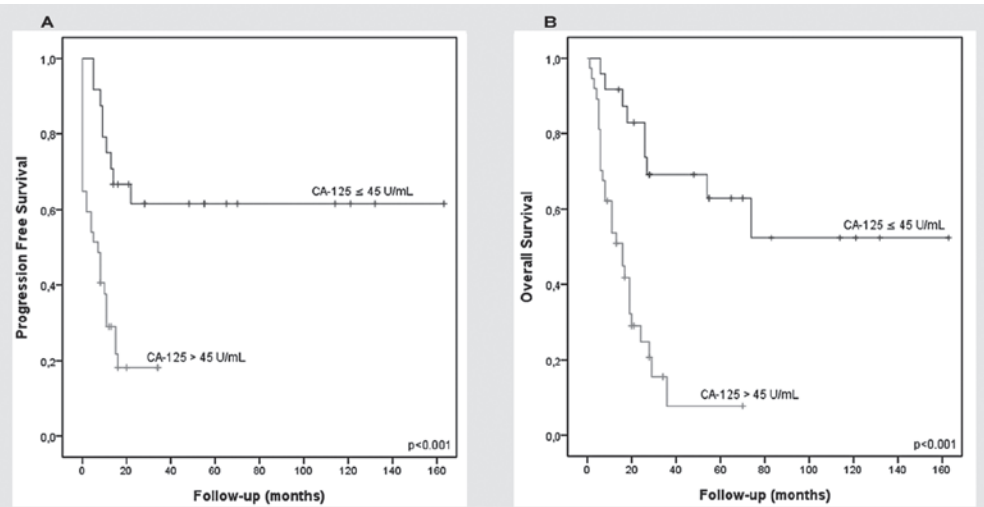 A
Progression Free Survival
1,0
0,8
0,6
0,4
0,2
0,0
CA-125 ≤ 45 U/mL
CA-125 > 45 U/mL
p<0.001
0 20 40 60 80 100 120 140 160
Follow-up (months)
B
Overall Survival
1,0
0,8
0,6
0,4
0,2
0,0
CA-125 ≤ 45 U/mL
CA-125 > 45 U/mL
p<0.001
0 20 40 60 80 100 120 140 160
Follow-up (months)